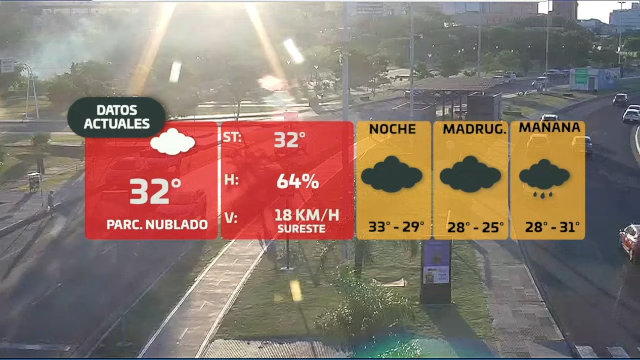 DATOS
ACTUALES
32°
PARC. NUBLADO
ST: 32°
H: 64%
V: 18 KM/H
SURESTE
NOCHE
33° - 29°
MADRUG.
28° - 25°
MAÑANA
28° - 31°